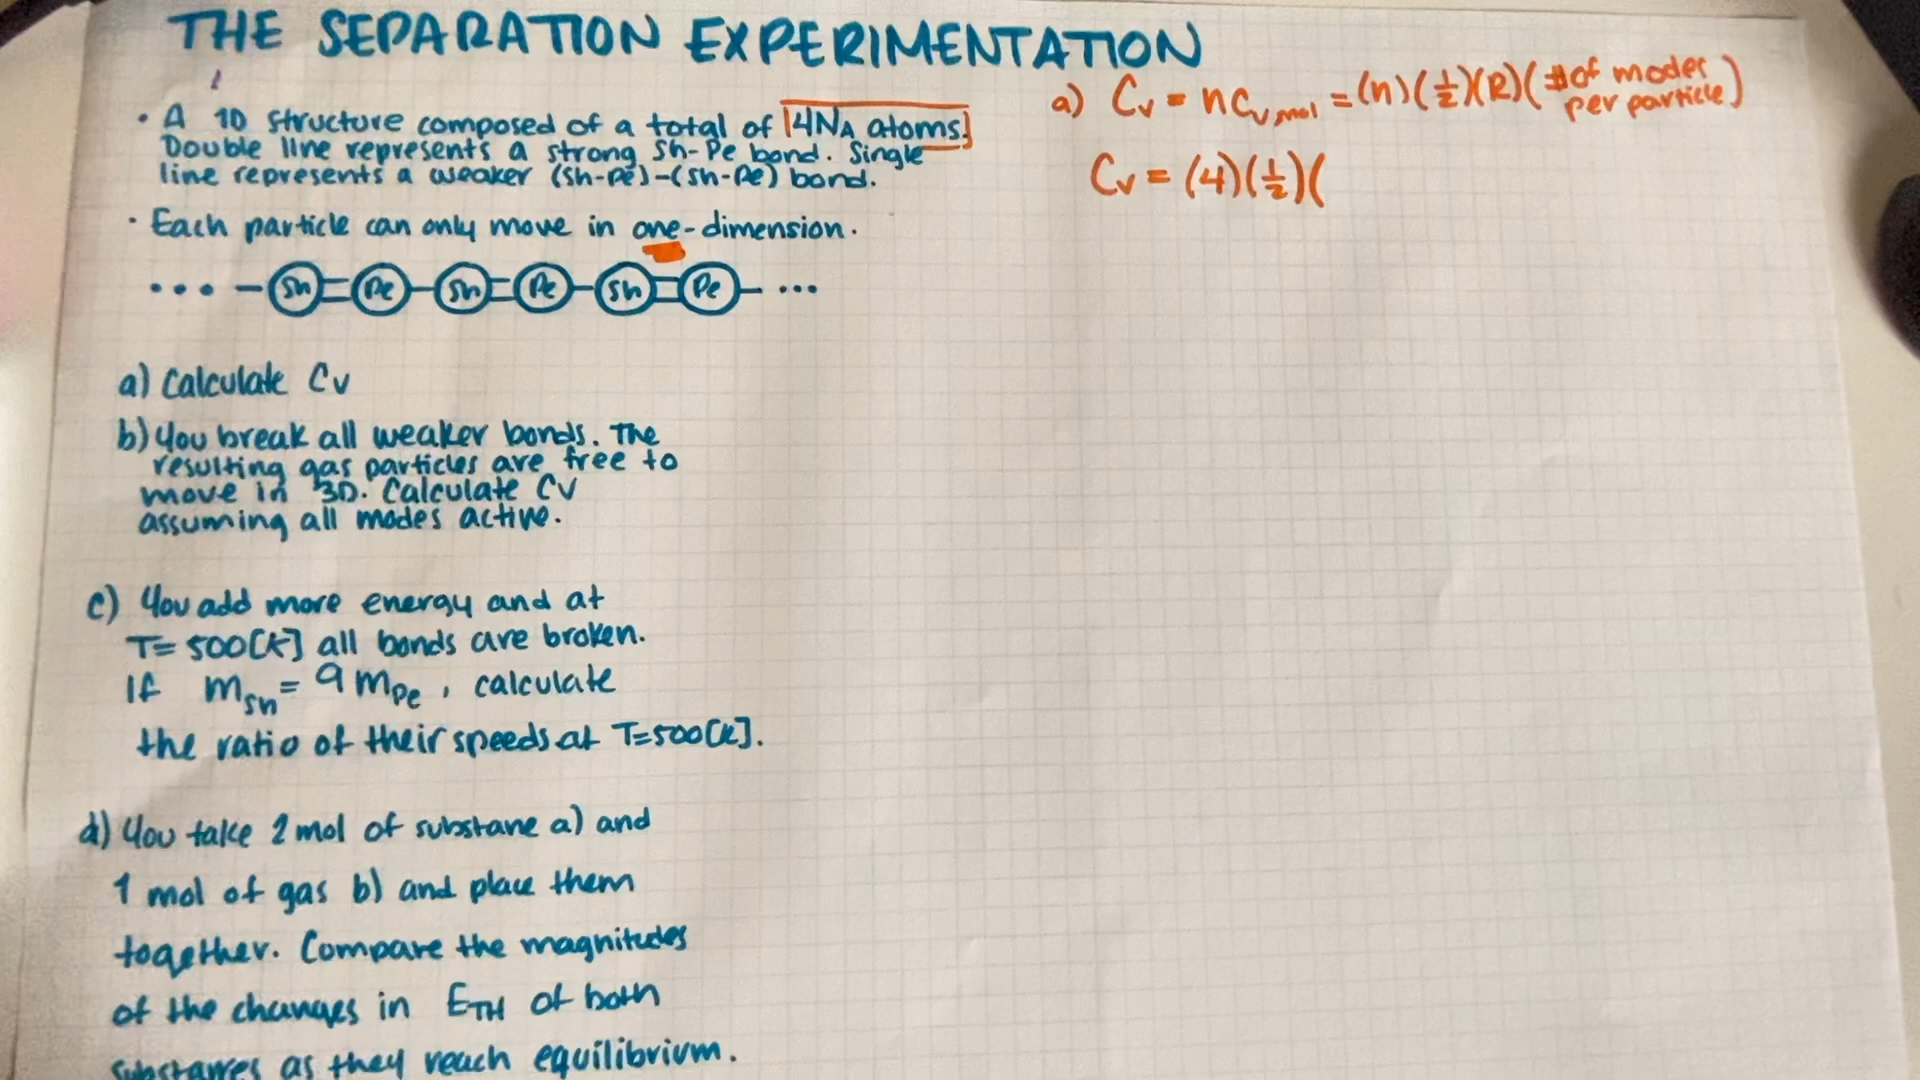 THE SEPARATION EXPERIMENTATION
• A 1D structure composed of a total of 4NA atoms.
Double line represents a strong Sh-Pe bond. Single
line represents a weaker (Sh-Pe)-(Sh-Pe) bond.
• Each particle can only move in one-dimension.
... - Sh = Pe - Sh = Pe - Sh = Pe - ...
a) Calculate Cv
b) You break all weaker bonds. The
resulting gas particles are free to
move in 3D. Calculate CV
assuming all modes active.
c) You add more energy and at
T= 500[K] all bonds are broken.
If mSh = 9 mPe, calculate
the ratio of their speeds at T=500[K].
d) You take 2 mol of substane a) and
1 mol of gas b) and place them
together. Compare the magnitudes
of the changes in ETH of both
substances as they reach equilibrium.
a) Cv = nCv,mol = (n)(½)(R)(# of modes
per particle)
Cv = (4)(½)(